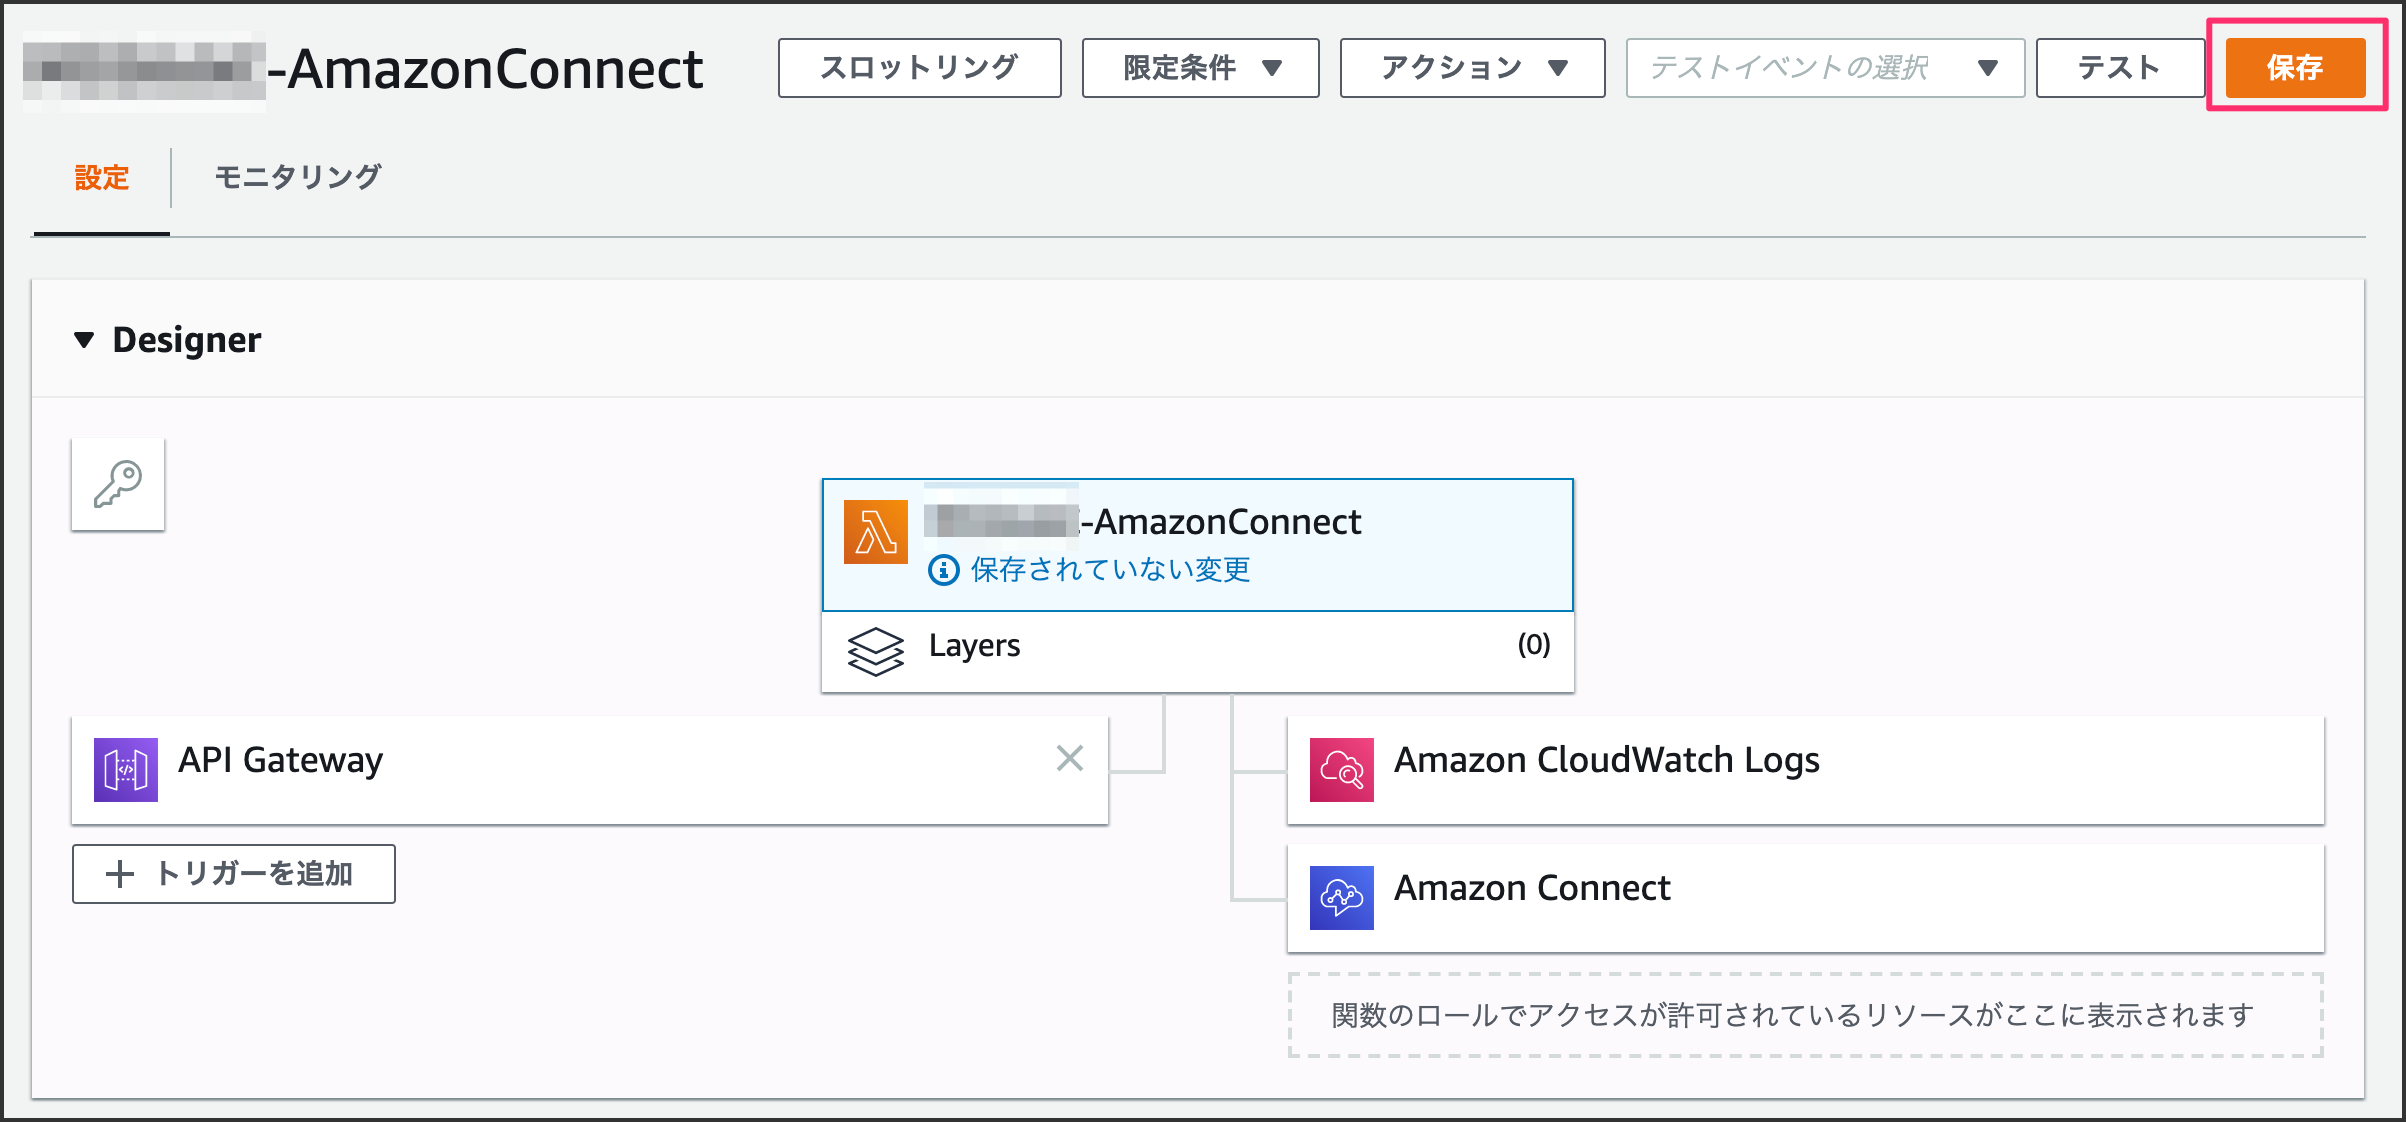 -AmazonConnect
スロットリング
限定条件
アクション
テストイベントの選択
テスト
保存
設定
モニタリング
Designer
-AmazonConnect
保存されていない変更
Layers
(0)
API Gateway
Amazon CloudWatch Logs
トリガーを追加
Amazon Connect
関数のロールでアクセスが許可されているリソースがここに表示されます